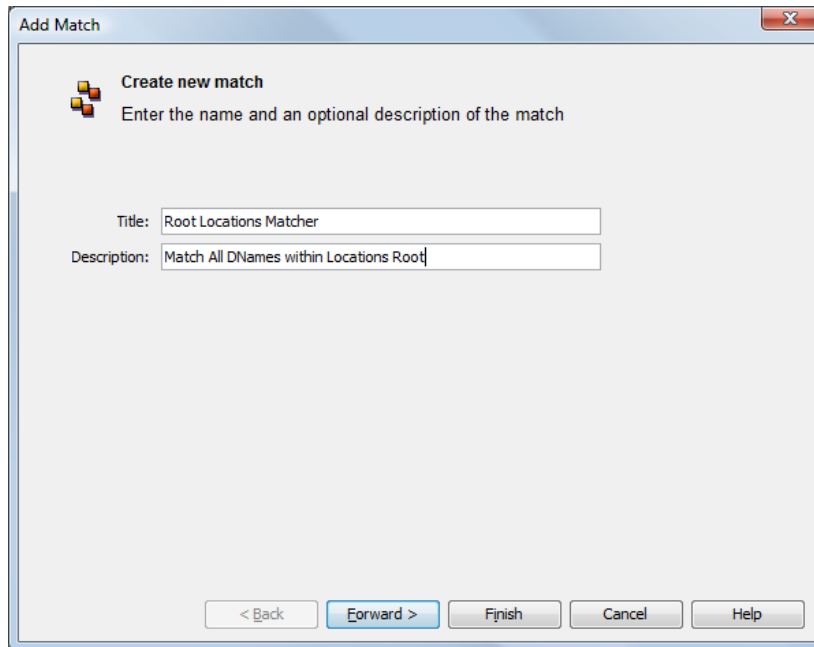 Add Match
Create new match
Enter the name and an optional description of the match
Title: Root Locations Matcher
Description: Match All DNames within Locations Root
< Back Forward > Finish Cancel Help